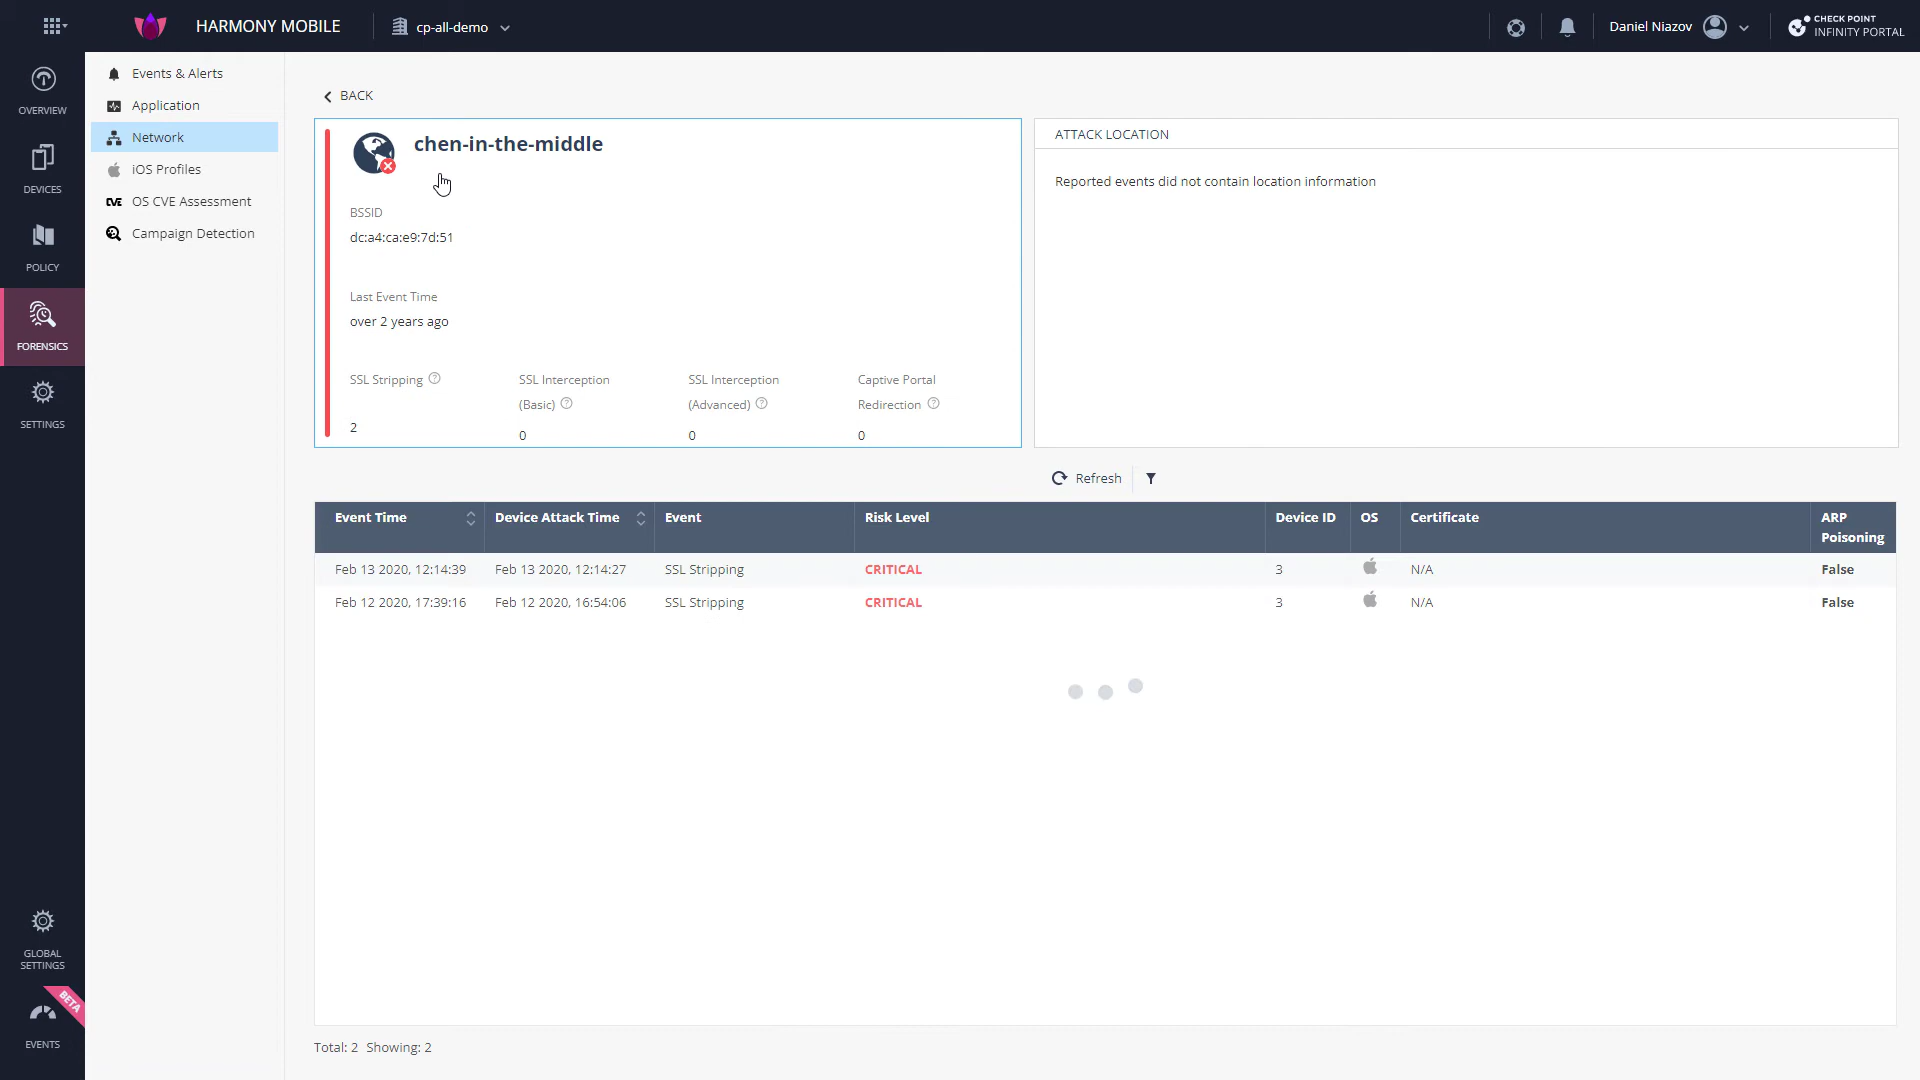 HARMONY MOBILE
cp-all-demo
Daniel Niazov
CHECK POINT
INFINITY PORTAL
OVERVIEW
DEVICES
POLICY
FORENSICS
SETTINGS
GLOBAL
SETTINGS
BETA
EVENTS
Events & Alerts
Application
Network
iOS Profiles
CVE OS CVE Assessment
Campaign Detection
BACK
chen-in-the-middle
BSSID
dc:a4:ca:e9:7d:51
Last Event Time
over 2 years ago
SSL Stripping ?
2
SSL Interception
(Basic) ?
0
SSL Interception
(Advanced) ?
0
Captive Portal
Redirection ?
0
ATTACK LOCATION
Reported events did not contain location information
Refresh
Event Time Device Attack Time Event Risk Level Device ID OS Certificate ARP
Poisoning
Feb 13 2020, 12:14:39 Feb 13 2020, 12:14:27 SSL Stripping CRITICAL 3 N/A False
Feb 12 2020, 17:39:16 Feb 12 2020, 16:54:06 SSL Stripping CRITICAL 3 N/A False
Total: 2 Showing: 2